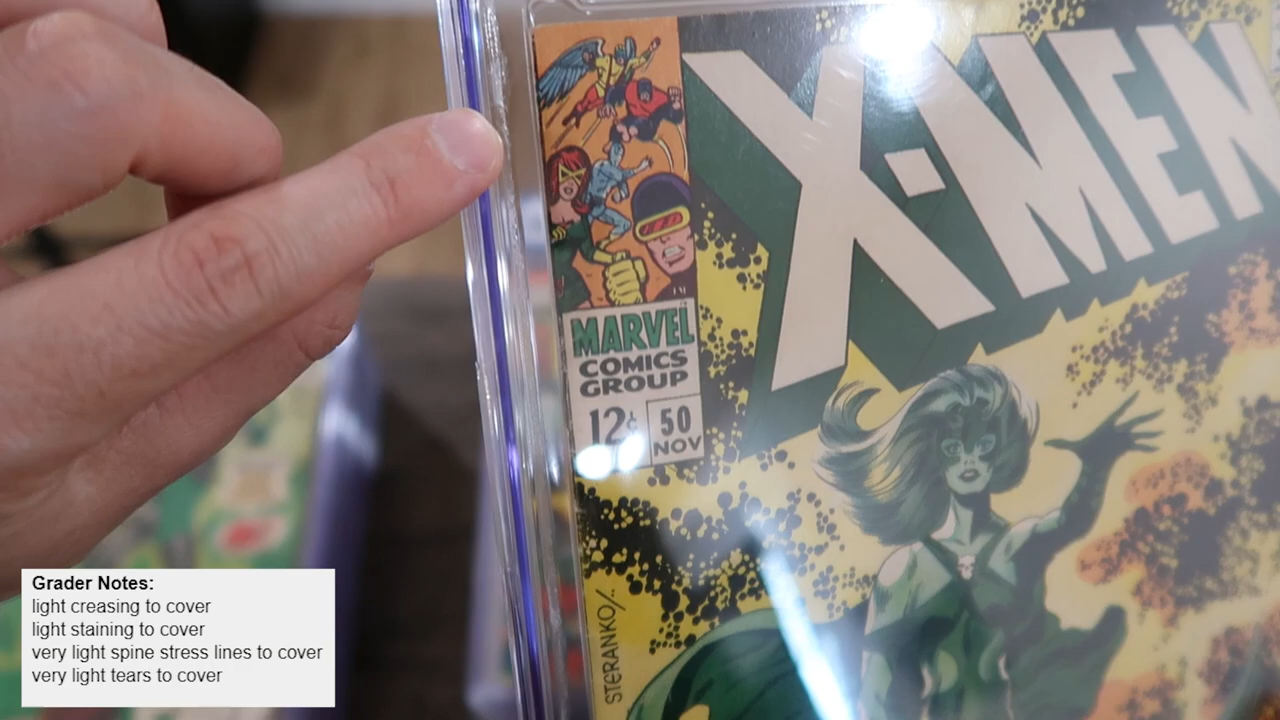 X-MEN
MARVEL
COMICS
GROUP
12¢
50
NOV
STERANKO/.
Grader Notes:
light creasing to cover
light staining to cover
very light spine stress lines to cover
very light tears to cover